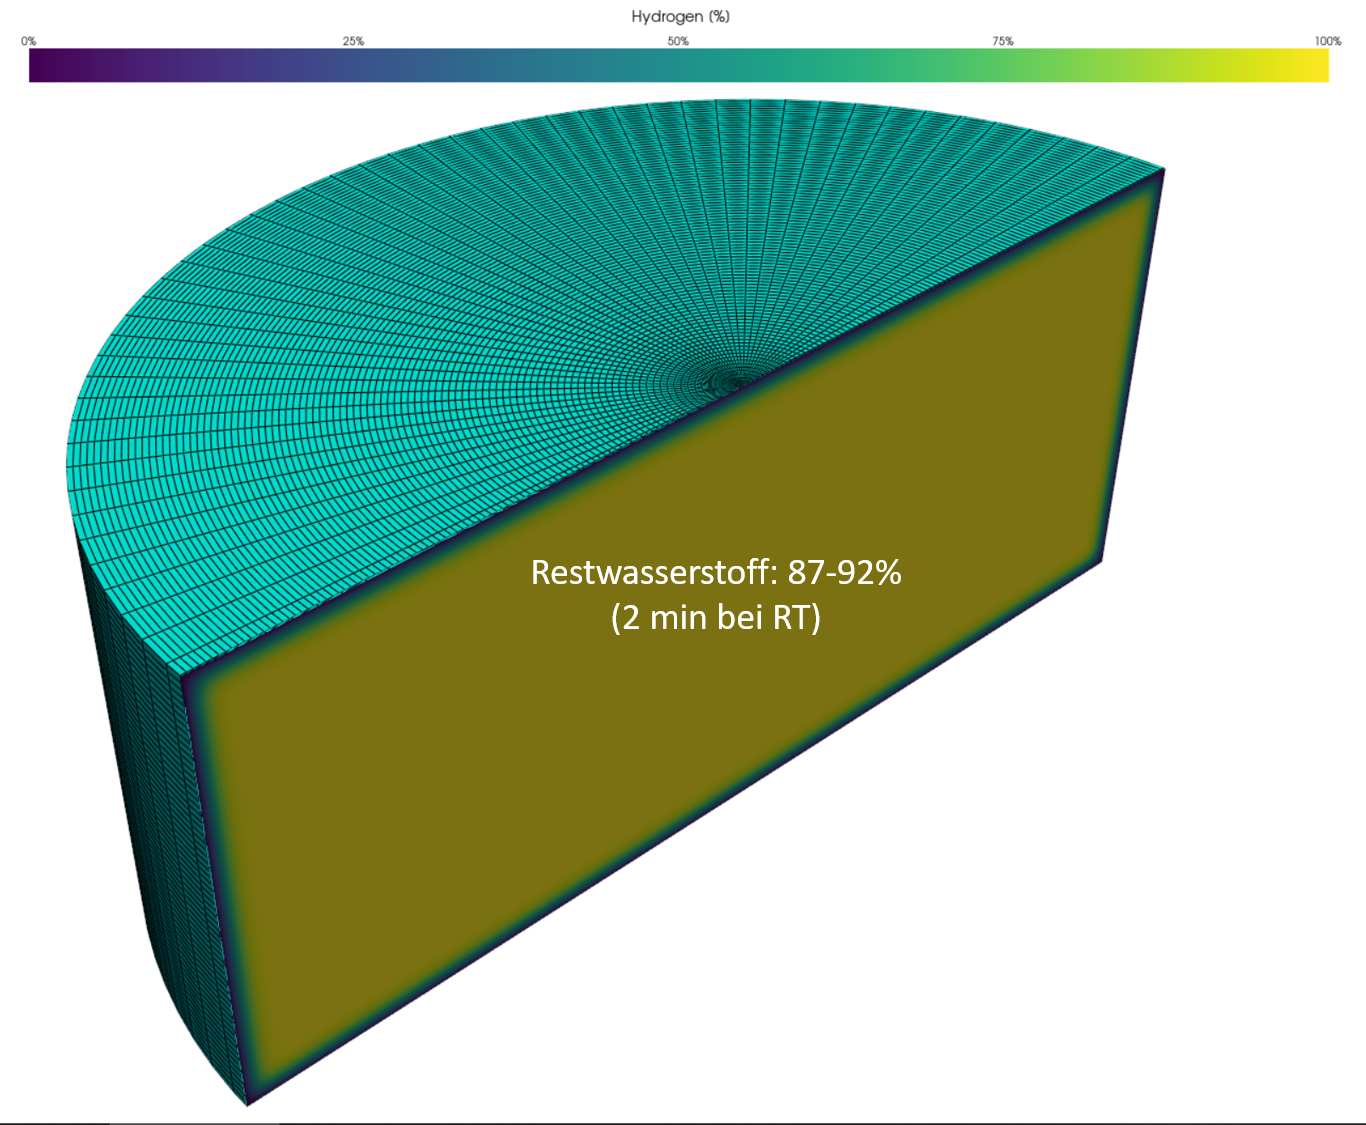 Hydrogen (%)
0% 25% 50% 75% 100%
Restwasserstoff: 87-92%
(2 min bei RT)